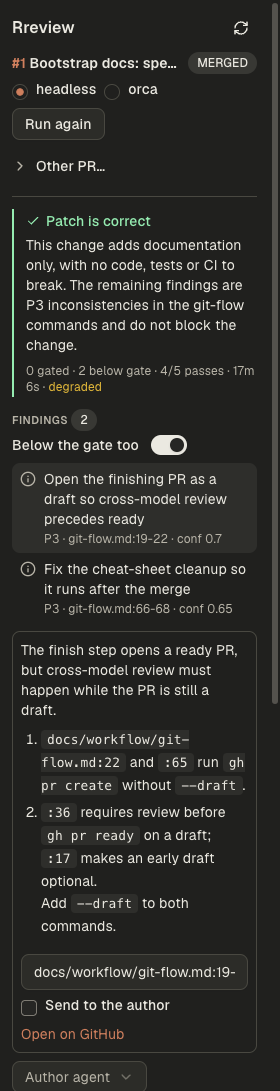 Rreview
#1 Bootstrap docs: spe... MERGED
headless orca
Run again
Other PR...
Patch is correct
This change adds documentation
only, with no code, tests or CI to
break. The remaining findings are
P3 inconsistencies in the git-flow
commands and do not block the
change.
0 gated · 2 below gate · 4/5 passes · 17m
6s · degraded
FINDINGS 2
Below the gate too
Open the finishing PR as a
draft so cross-model review
precedes ready
P3 · git-flow.md:19-22 · conf 0.7
Fix the cheat-sheet cleanup so
it runs after the merge
P3 · git-flow.md:66-68 · conf 0.65
The finish step opens a ready PR,
but cross-model review must
happen while the PR is still a
draft.
1. docs/workflow/git-
flow.md:22 and :65 run gh
pr create without --draft.
2. :36 requires review before
gh pr ready on a draft;
:17 makes an early draft
optional.
Add --draft to both
commands.
docs/workflow/git-flow.md:19-
Send to the author
Open on GitHub
Author agent